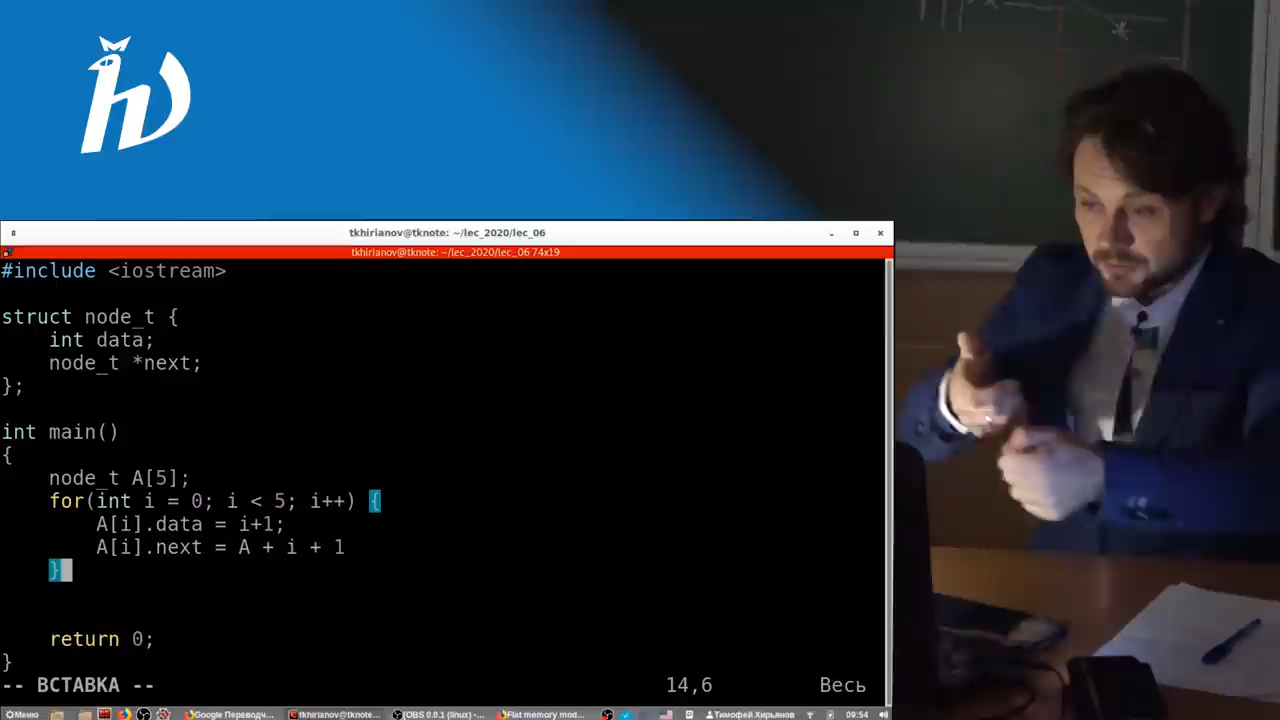 tkhirianov@tknote: ~/lec_2020/lec_06
tkhirianov@tknote: ~/lec_2020/lec_06 74x19
#include <iostream>
struct node_t {
int data;
node_t *next;
};
int main()
{
node_t A[5];
for(int i = 0; i < 5; i++) {
A[i].data = i+1;
A[i].next = A + i + 1
}
return 0;
}
-- ВСТАВКА -- 14,6 Весь
Меню Google Переводч... tkhirianov@tknote... [OBS 0.0.1 (linux) -... Flat memory mod... Тимофей Хирьянов 09:54